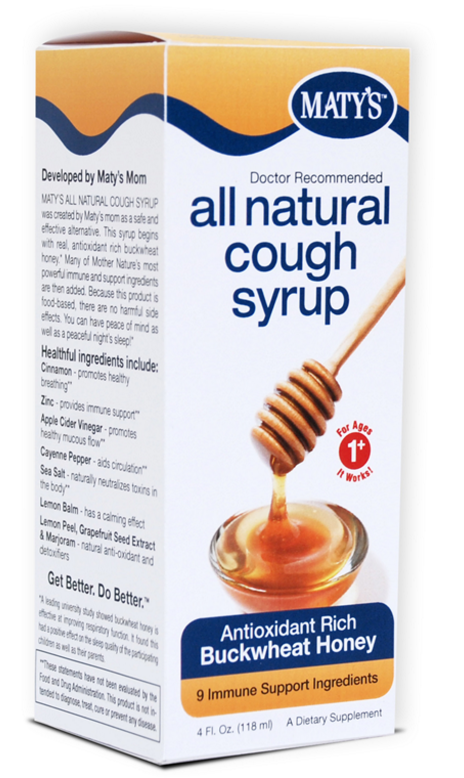 Developed by Maty's Mom
MATY'S ALL NATURAL COUGH SYRUP
was created by Maty's mom as a safe and
effective alternative. This syrup begins
with real, antioxidant rich buckwheat
honey.* Many of Mother Nature's most
powerful immune and support ingredients
are then added. Because this product is
food-based, there are no harmful side
effects. You can have peace of mind as
well as a peaceful night's sleep!*
Healthful ingredients include:
Cinnamon - promotes healthy
breathing**
Zinc - provides immune support**
Apple Cider Vinegar - promotes
healthy mucous flow**
Cayenne Pepper - aids circulation**
Sea Salt - naturally neutralizes toxins in
the body**
Lemon Balm - has a calming effect
Lemon Peel, Grapefruit Seed Extract
& Marjoram - natural anti-oxidant and
detoxifiers
Get Better. Do Better.™
*A leading university study showed buckwheat honey is
effective at improving respiratory function. It found this
had a positive effect on the sleep quality of the participating
children as well as their parents.
**These statements have not been evaluated by the
Food and Drug Administration. This product is not in-
tended to diagnose, treat, cure or prevent any disease.
MATY'S™
Doctor Recommended
all natural
cough
syrup
For Ages
1+
It Works!
Antioxidant Rich
Buckwheat Honey
9 Immune Support Ingredients
4 Fl. Oz. (118 ml) A Dietary Supplement